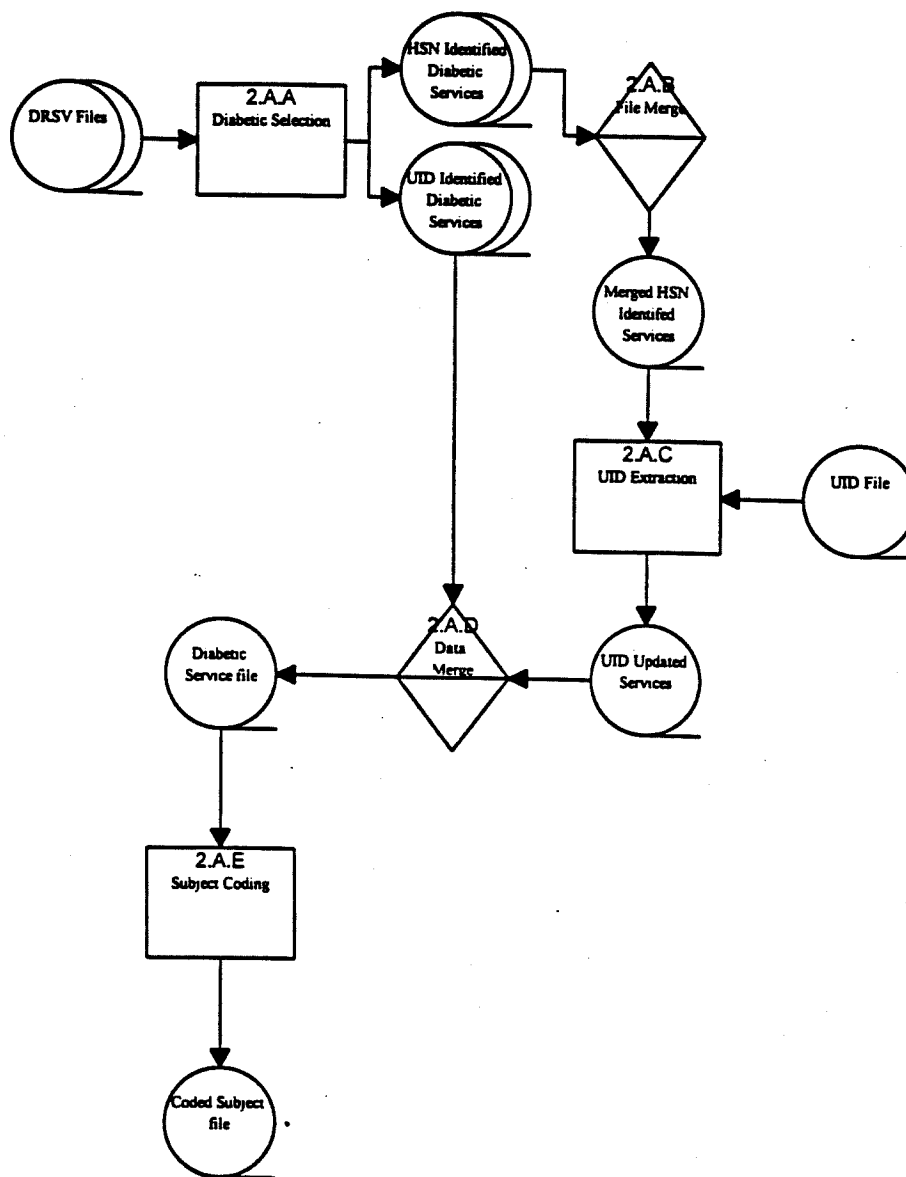 DRSV Files
2.A.A
Diabetic Selection
HSN Identified
Diabetic
Services
UID Identified
Diabetic
Services
2.A.B
File Merge
Merged HSN
Identifed
Services
2.A.C
UID Extraction
UID File
2.A.D
Data
Merge
UID Updated
Services
Diabetic
Service file
2.A.E
Subject Coding
Coded Subject
file